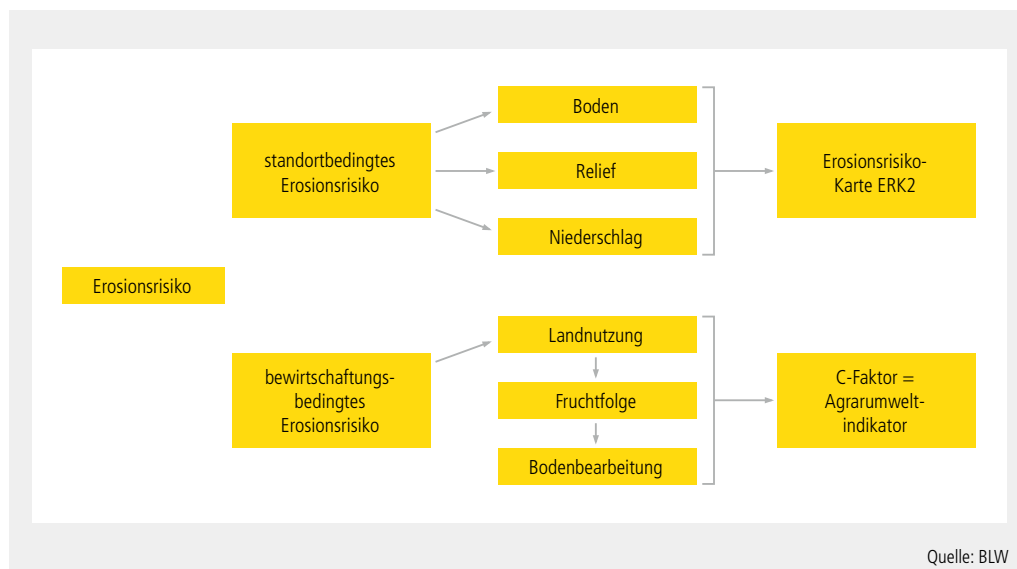 Erosionsrisiko
standortbedingtes
Erosionsrisiko
Boden
Relief
Niederschlag
Erosionsrisiko-
Karte ERK2
bewirtschaftungs-
bedingtes
Erosionsrisiko
Landnutzung
Fruchtfolge
Bodenbearbeitung
C-Faktor =
Agrarumwelt-
indikator
Quelle: BLW